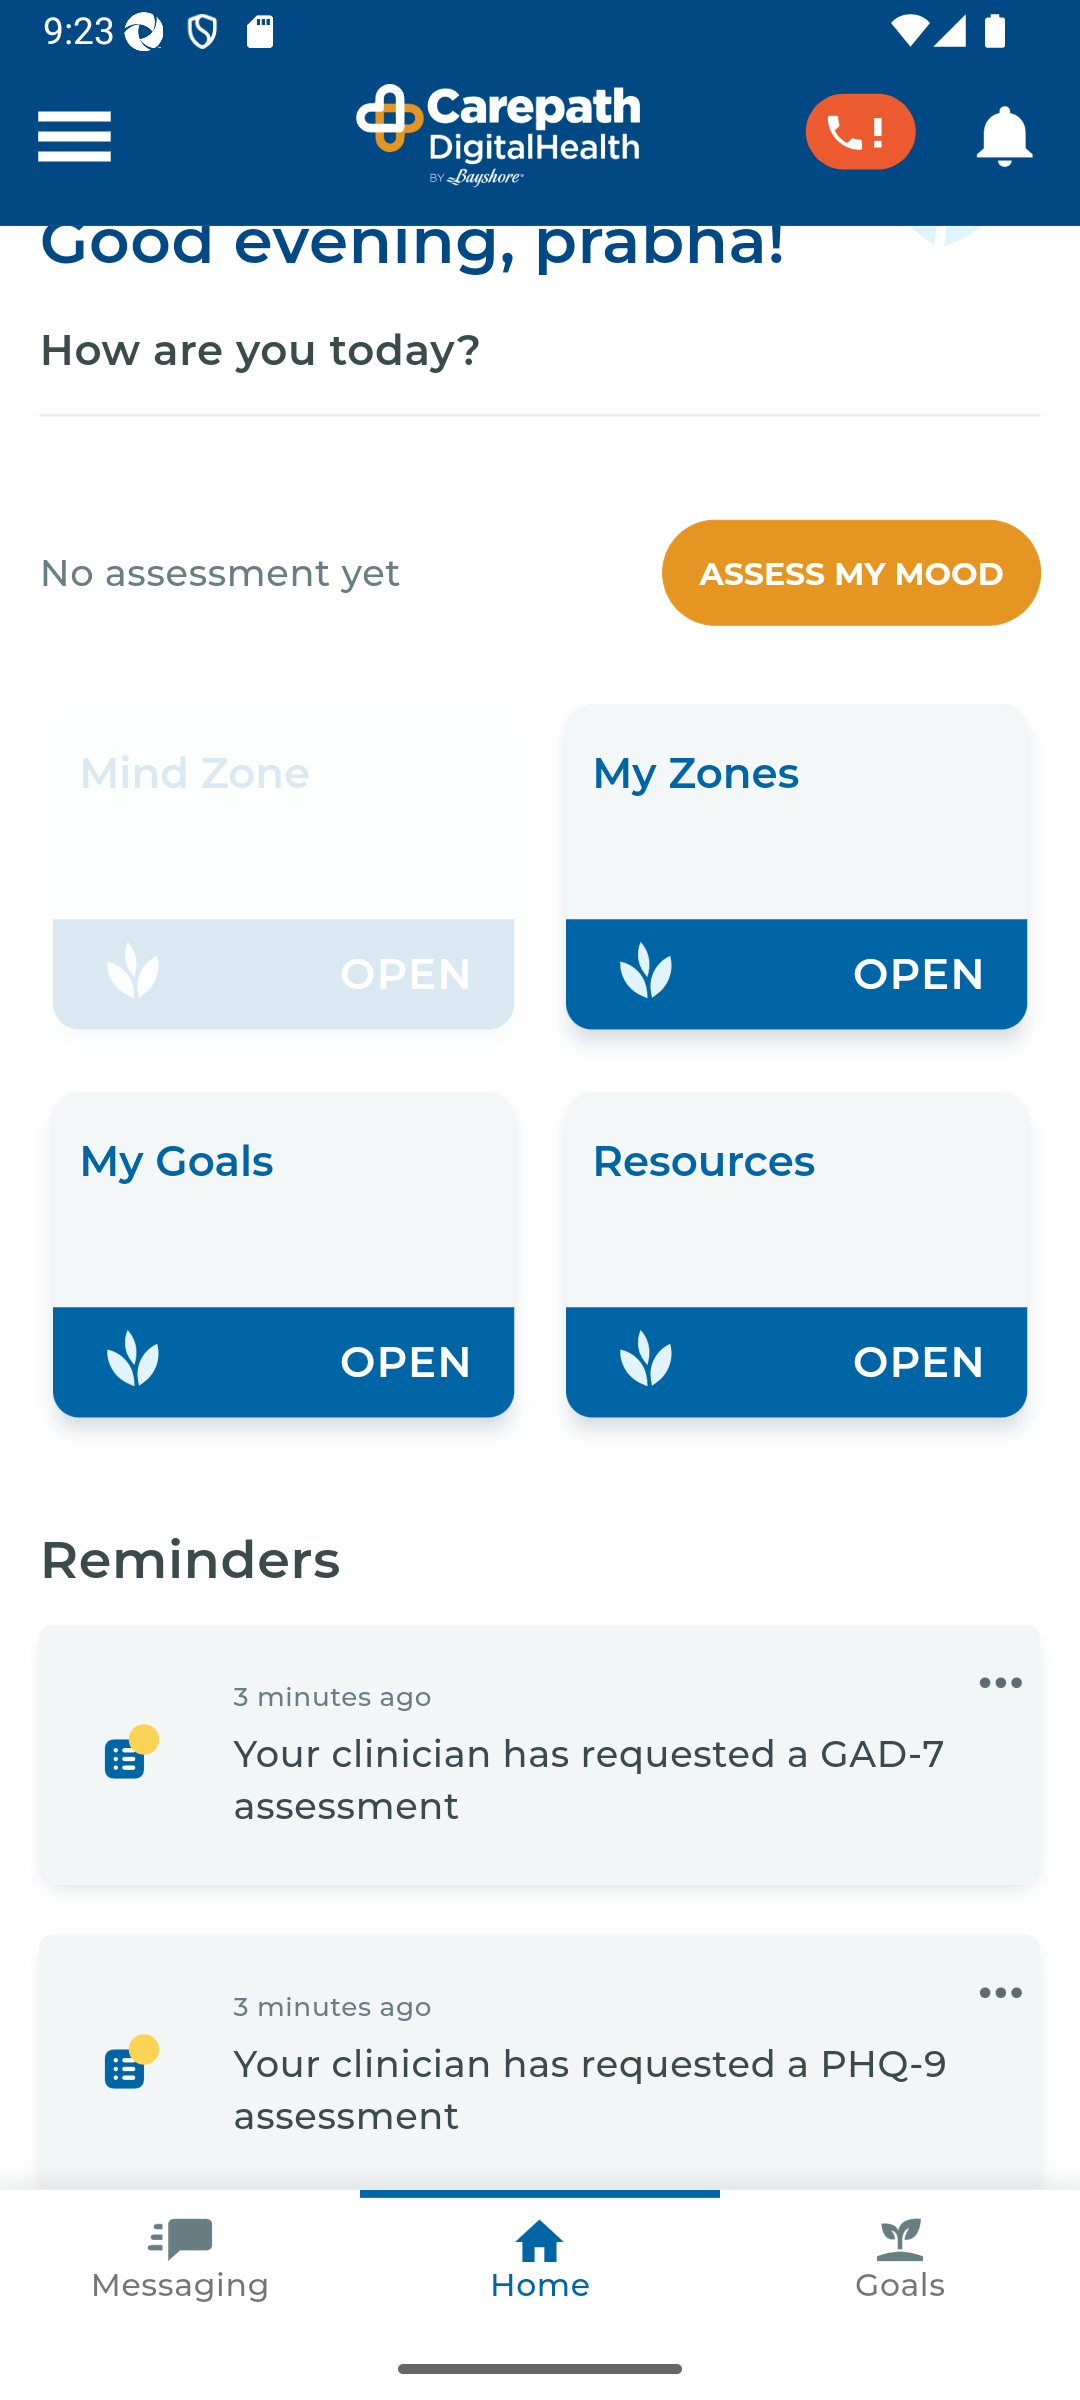 9:23
Carepath
DigitalHealth
BY Bayshore
Good evening, prabha!
How are you today?
No assessment yet
ASSESS MY MOOD
Mind Zone
My Zones
OPEN
OPEN
My Goals
Resources
OPEN
OPEN
Reminders
3 minutes ago
Your clinician has requested a GAD-7
assessment
3 minutes ago
Your clinician has requested a PHQ-9
assessment
Messaging
Home
Goals